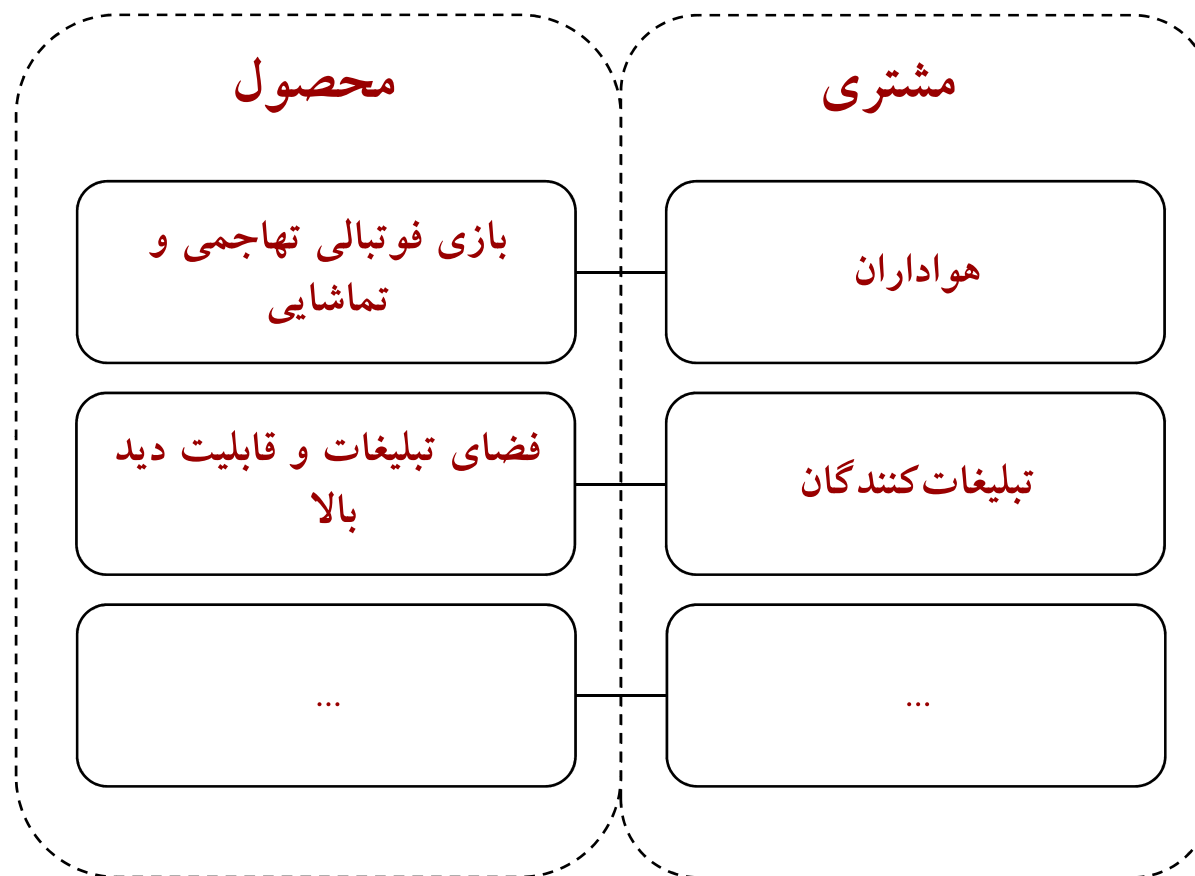 مشتری
محصول
هواداران
بازی فوتبالی تهاجمی و
تماشایی
تبلیغات‌کنندگان
فضای تبلیغات و قابلیت دید
بالا
...
...